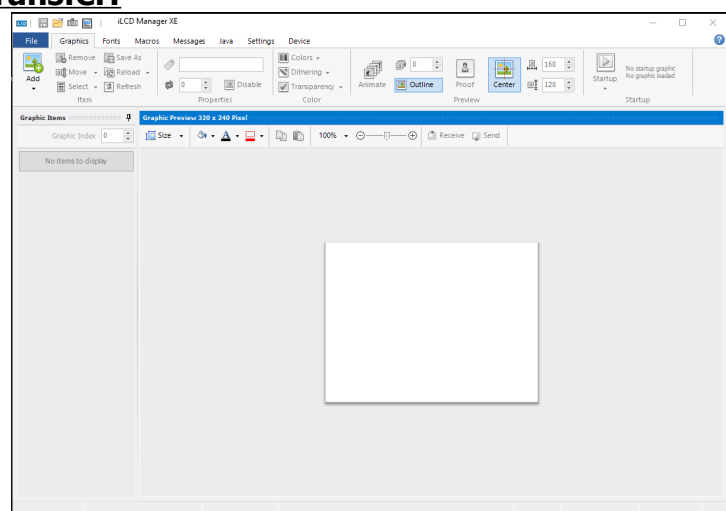 ransfer.
LCD iLCD Manager XE
File Graphics Fonts Macros Messages Java Settings Device
Add
Remove Save As
Move Reload
Select Refresh
Item
0 Disable
Properties
Colors
Dithering
Transparency
Color
Animate
0
Outline
Proof
Center
160
120
Preview
Startup
No startup graphic
No graphic loaded
Startup
Graphic Items
Graphic Index 0
No items to display
Graphic Preview 320 x 240 Pixel
Size A 100% Receive Send